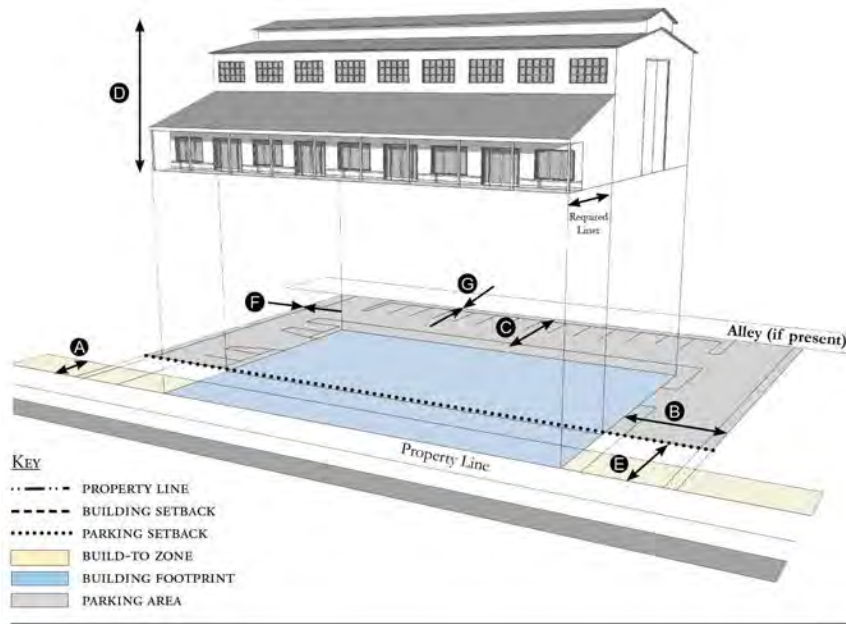 D
Required
Liner
G
F
C
Alley (if present)
A
B
Property Line
E
KEY
PROPERTY LINE
BUILDING SETBACK
PARKING SETBACK
BUILD-TO ZONE
BUILDING FOOTPRINT
PARKING AREA